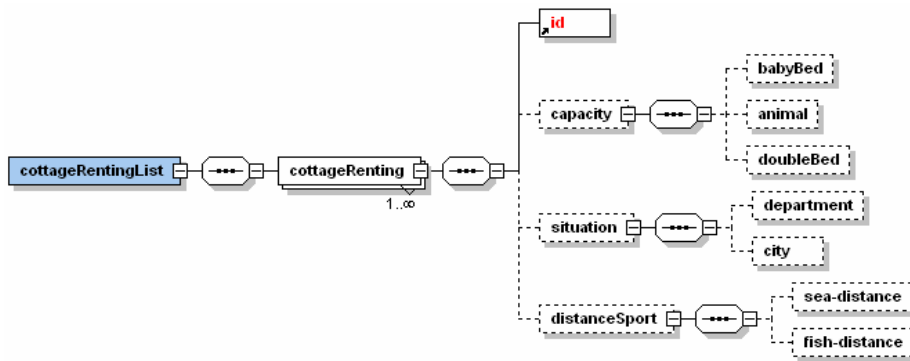 id
babyBed
capacity
animal
doubleBed
cottageRentingList
cottageRenting
1..∞
department
situation
city
sea-distance
distanceSport
fish-distance